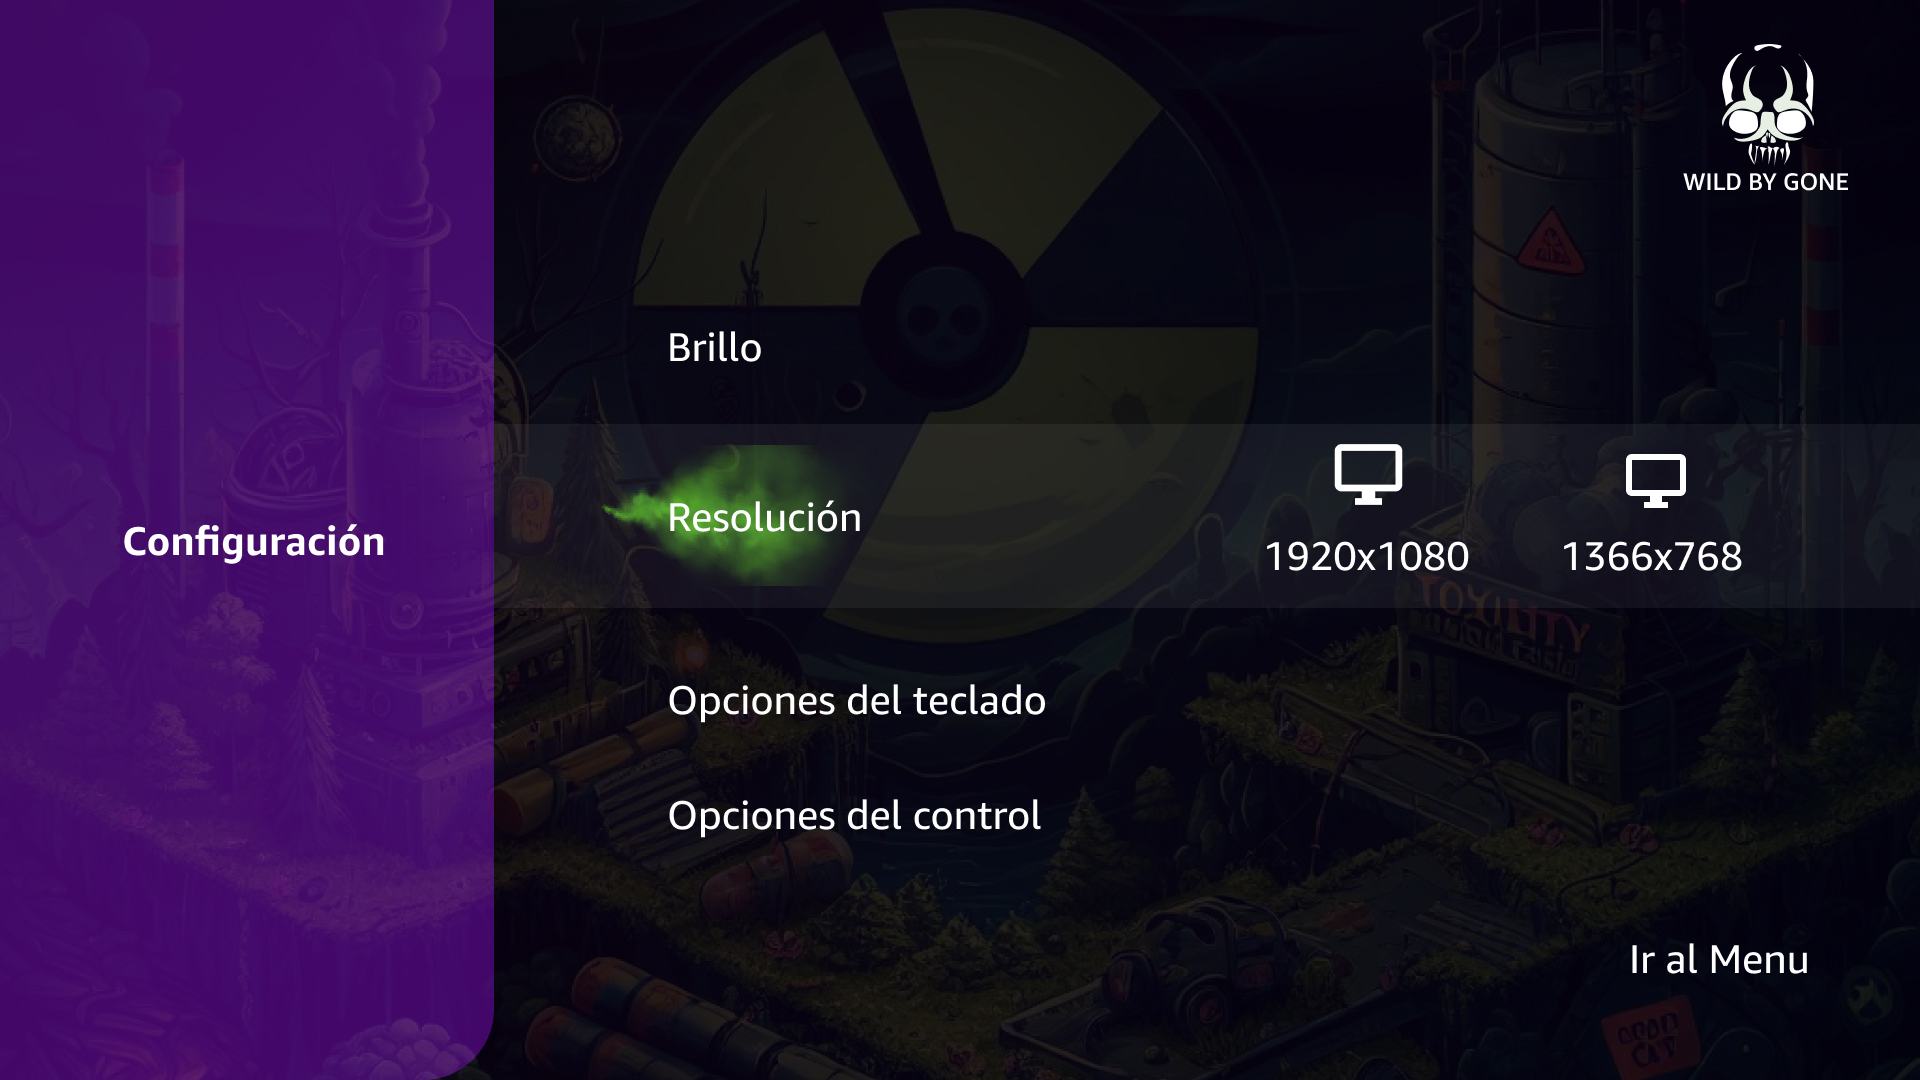 WILD BY GONE
Brillo
Configuración
Resolución
1920x1080
1366x768
Opciones del teclado
Opciones del control
Ir al Menu